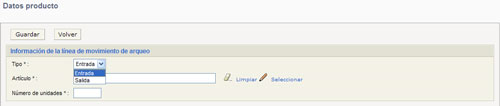 Datos producto
Guardar Volver
Información de la línea de movimiento de arqueo
Tipo * : Entrada
Entrada
Salida
Artículo * : Limpiar Seleccionar
Número de unidades * :